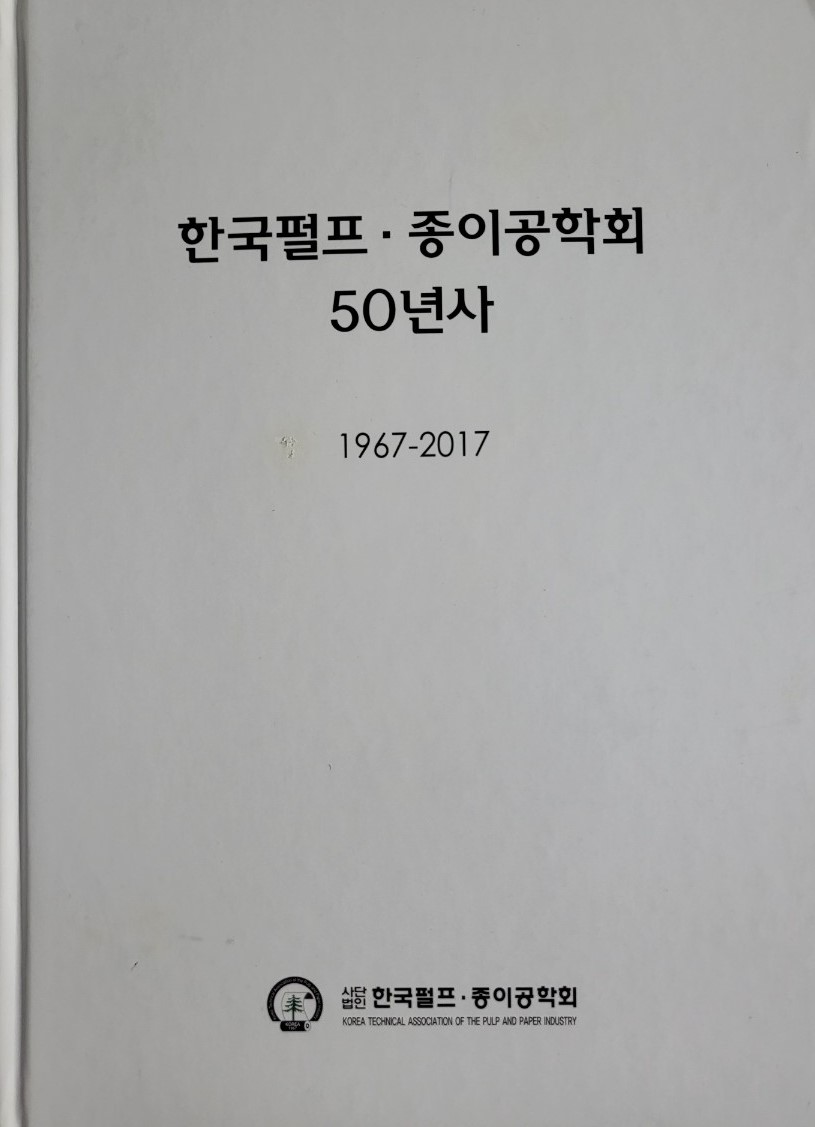 한국펄프 · 종이공학회
50년사
1967-2017
사단법인 한국펄프 · 종이공학회
KOREA TECHNICAL ASSOCIATION OF THE PULP AND PAPER INDUSTRY
KOREA